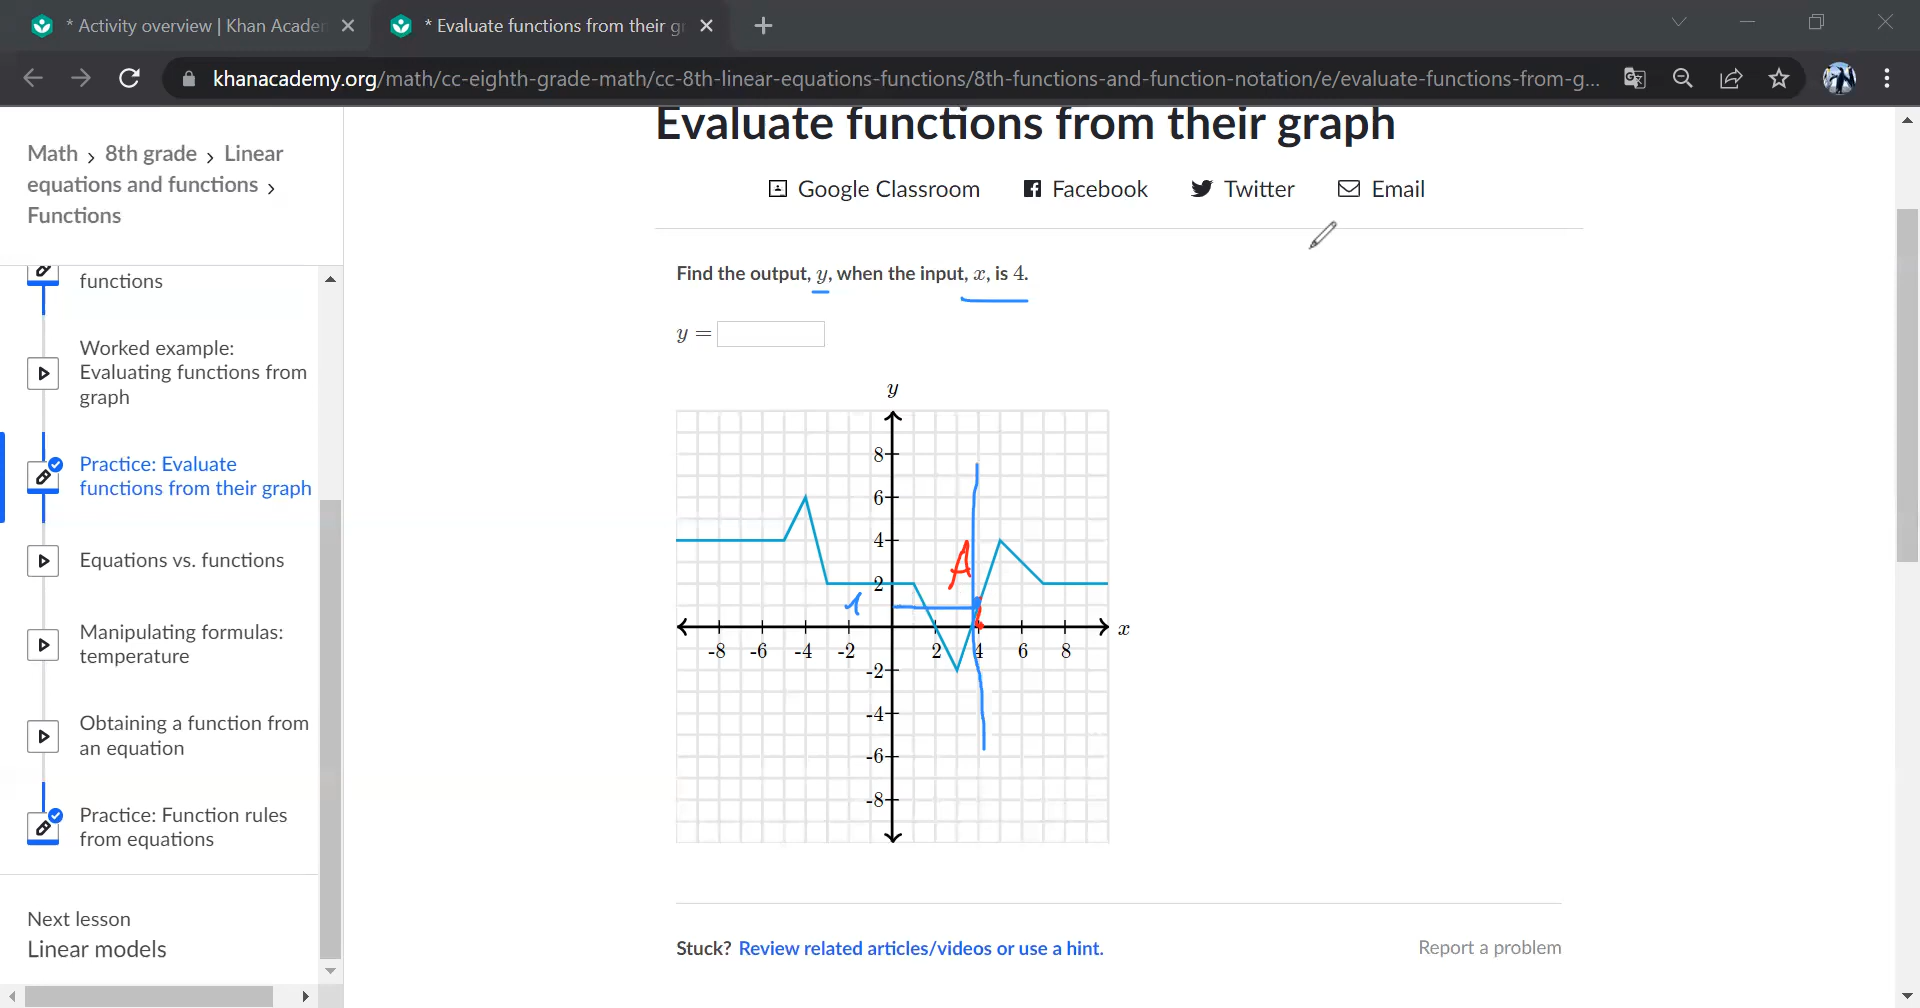 * Activity overview | Khan Acader
* Evaluate functions from their gr
khanacademy.org/math/cc-eighth-grade-math/cc-8th-linear-equations-functions/8th-functions-and-function-notation/e/evaluate-functions-from-g...
Math > 8th grade > Linear
equations and functions >
Functions
functions
Worked example:
Evaluating functions from
graph
Practice: Evaluate
functions from their graph
Equations vs. functions
Manipulating formulas:
temperature
Obtaining a function from
an equation
Practice: Function rules
from equations
Next lesson
Linear models
Evaluate functions from their graph
Google Classroom Facebook Twitter Email
Find the output, y, when the input, x, is 4.
y =
y
8
6
4 A
2
1
x
-8 -6 -4 -2 2 4 6 8
-2
-4
-6
-8
Stuck? Review related articles/videos or use a hint.
Report a problem